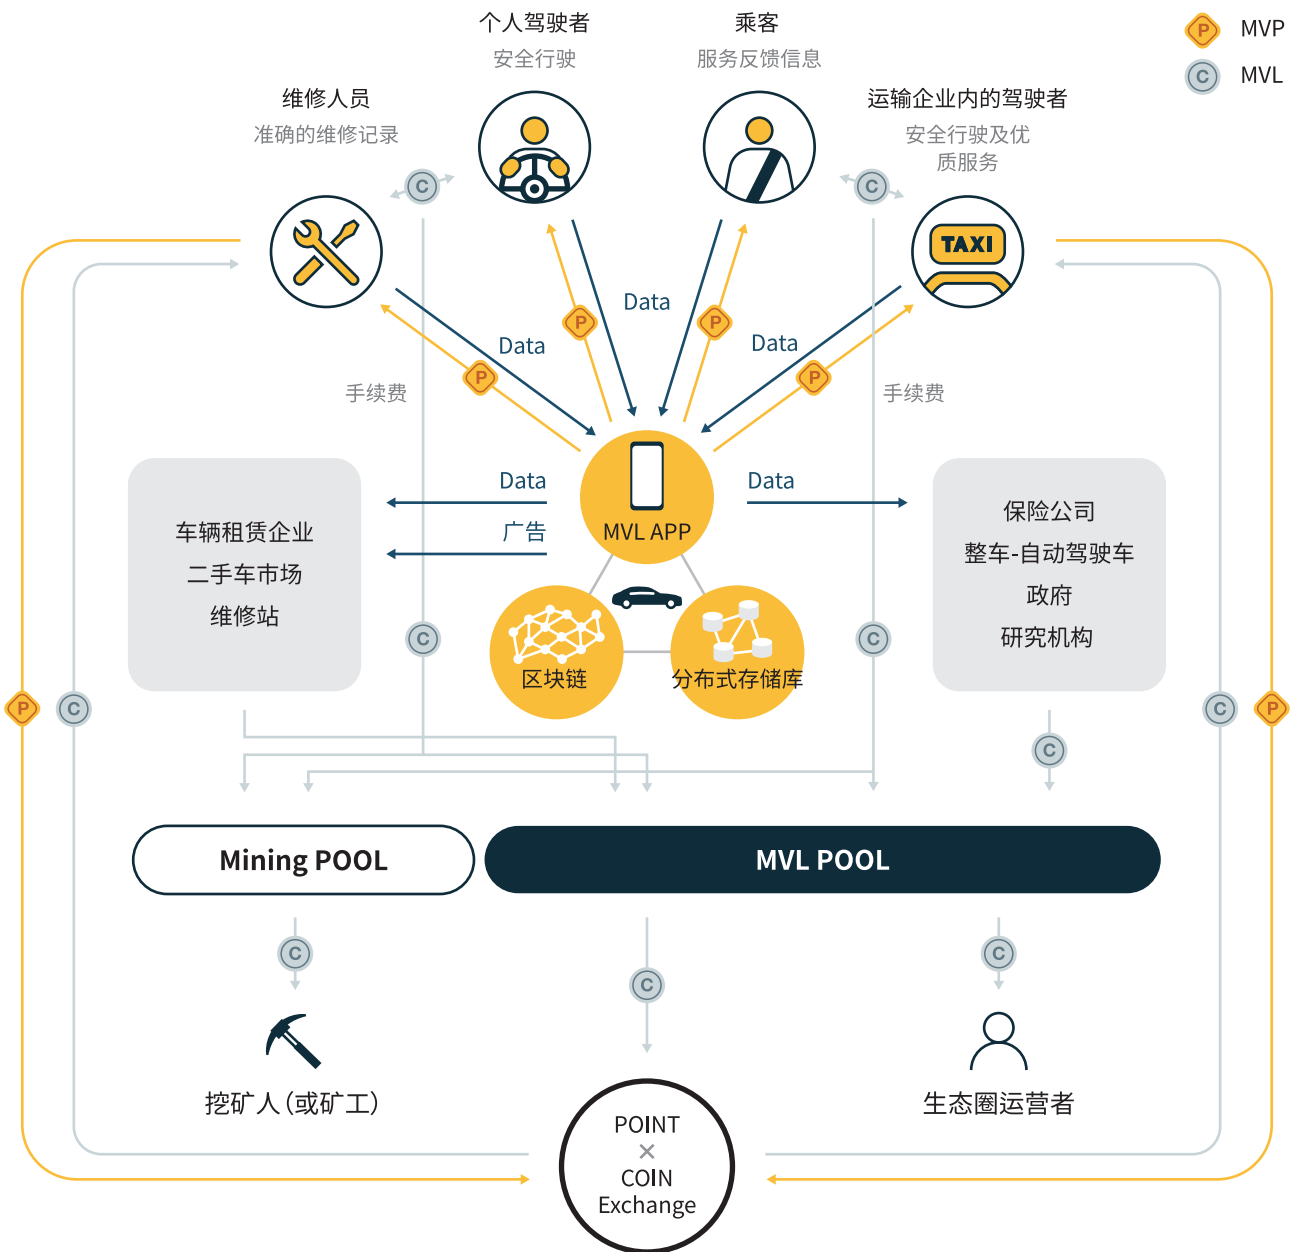 个人驾驶者
安全行驶
乘客
服务反馈信息
P
MVP
C
MVL
维修人员
准确的维修记录
运输企业内的驾驶者
安全行驶及优
质服务
C
C
TAXI
Data
Data
Data
P
P
P
P
手续费
手续费
Data
广告
Data
MVL APP
车辆租赁企业
二手车市场
维修站
保险公司
整车-自动驾驶车
政府
研究机构
C
C
区块链
分布式存储库
P
C
C
C
P
Mining POOL
MVL POOL
C
C
C
挖矿人（或矿工）
生态圈运营者
POINT
×
COIN
Exchange